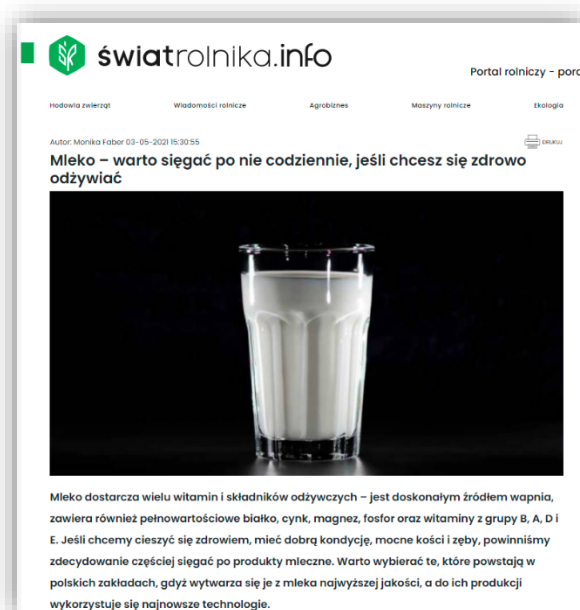 światrolnika.info
Portal rolniczy - porc
Hodowla zwierząt Wiadomości rolnicze Agrobiznes Maszyny rolnicze Ekologia
Autor: Monika Faber 03-05-2021 15:30:55 DRUKUJ
Mleko – warto sięgać po nie codziennie, jeśli chcesz się zdrowo
odżywiać
Mleko dostarcza wielu witamin i składników odżywczych – jest doskonałym źródłem wapnia,
zawiera również pełnowartościowe białko, cynk, magnez, fosfor oraz witaminy z grupy B, A, D i
E. Jeśli chcemy cieszyć się zdrowiem, mieć dobrą kondycję, mocne kości i zęby, powinniśmy
zdecydowanie częściej sięgać po produkty mleczne. Warto wybierać te, które powstają w
polskich zakładach, gdyż wytwarza się je z mleka najwyższej jakości, a do ich produkcji
wykorzystuje się najnowsze technologie.